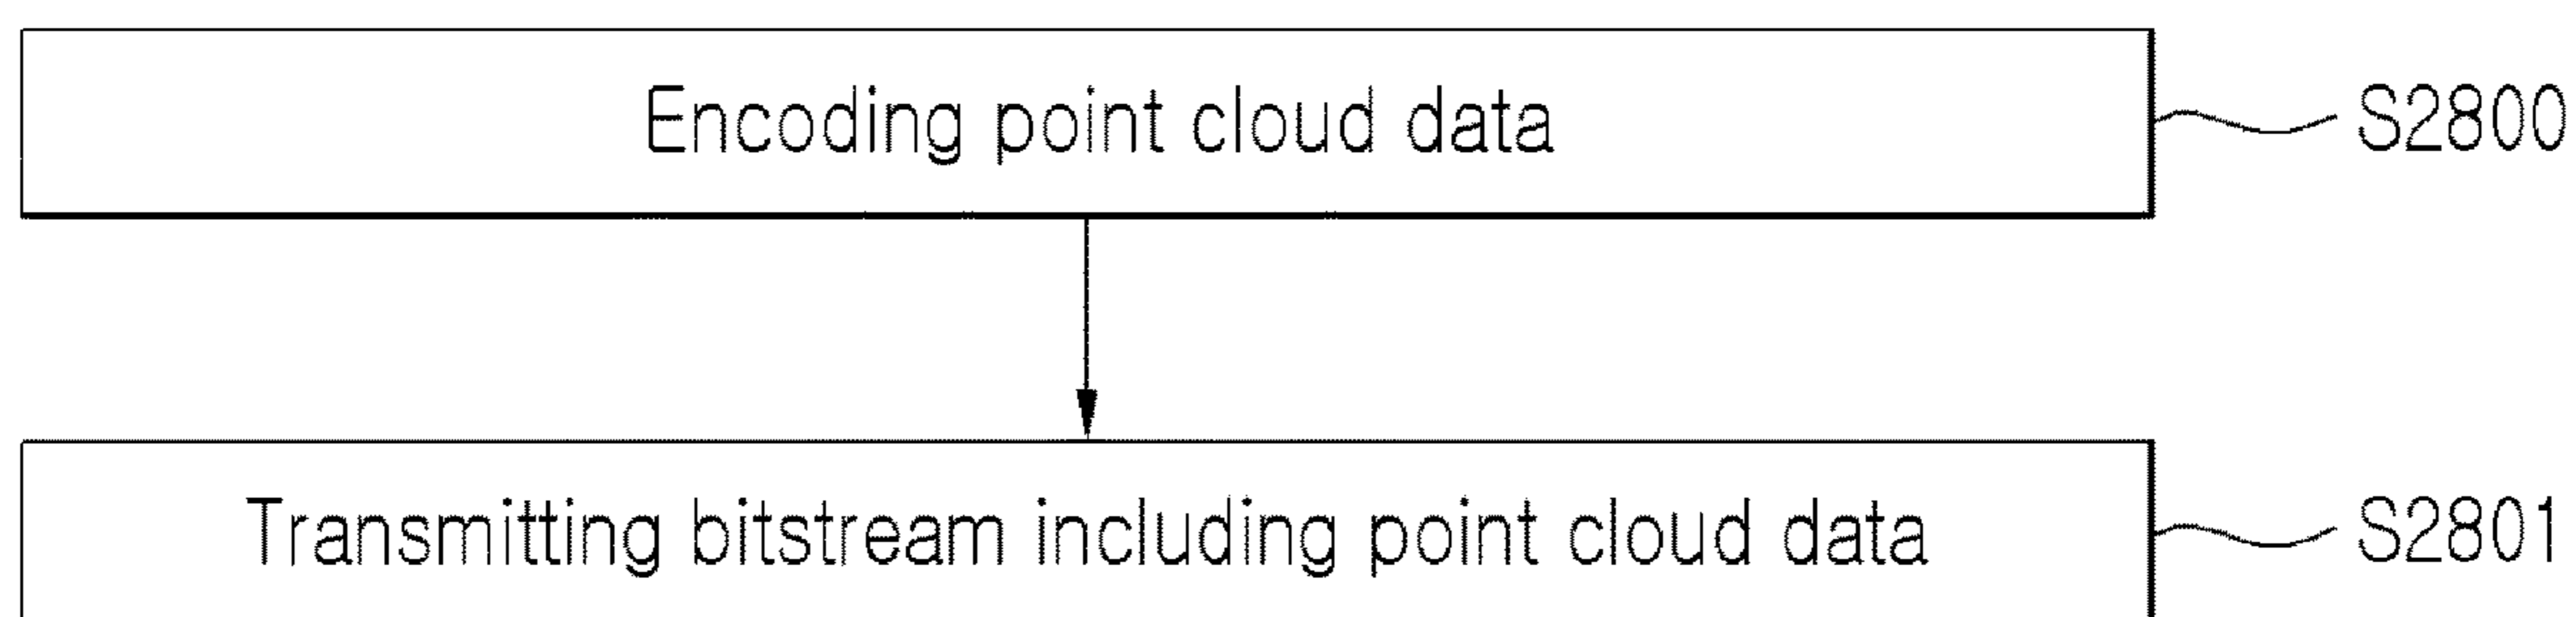 Encoding point cloud data S2800
Transmitting bitstream including point cloud data S2801